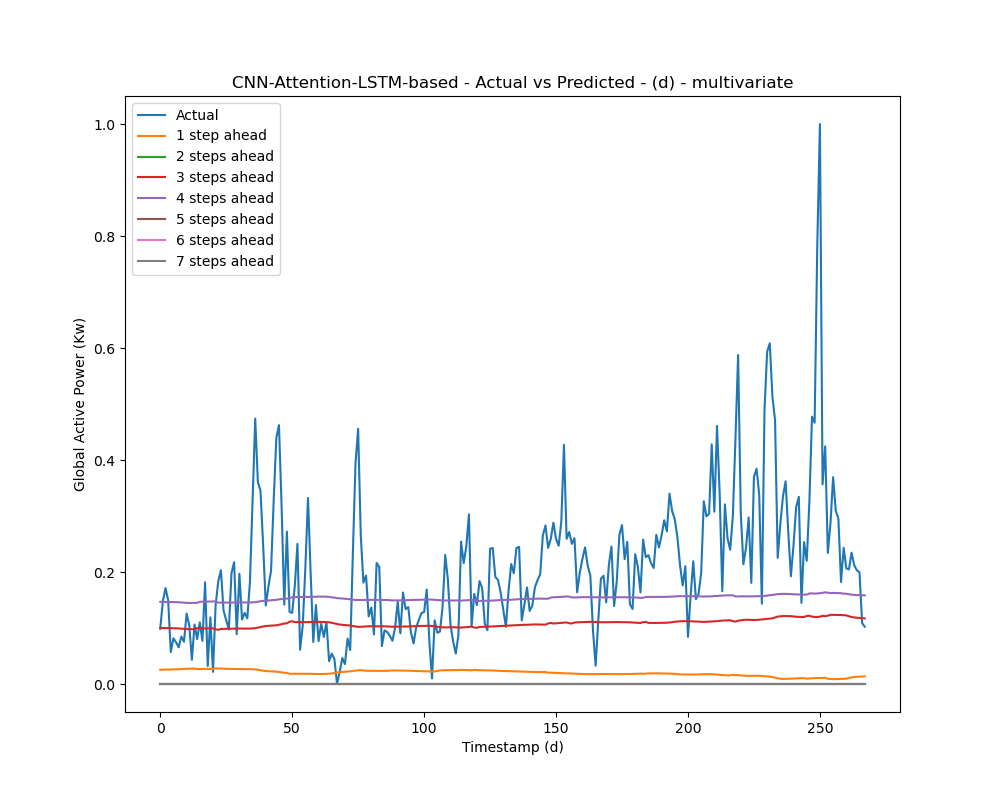 CNN-Attention-LSTM-based - Actual vs Predicted - (d) - multivariate
1.0
0.8
0.6
0.4
0.2
0.0
Global Active Power (Kw)
Actual
1 step ahead
2 steps ahead
3 steps ahead
4 steps ahead
5 steps ahead
6 steps ahead
7 steps ahead
0 50 100 150 200 250
Timestamp (d)